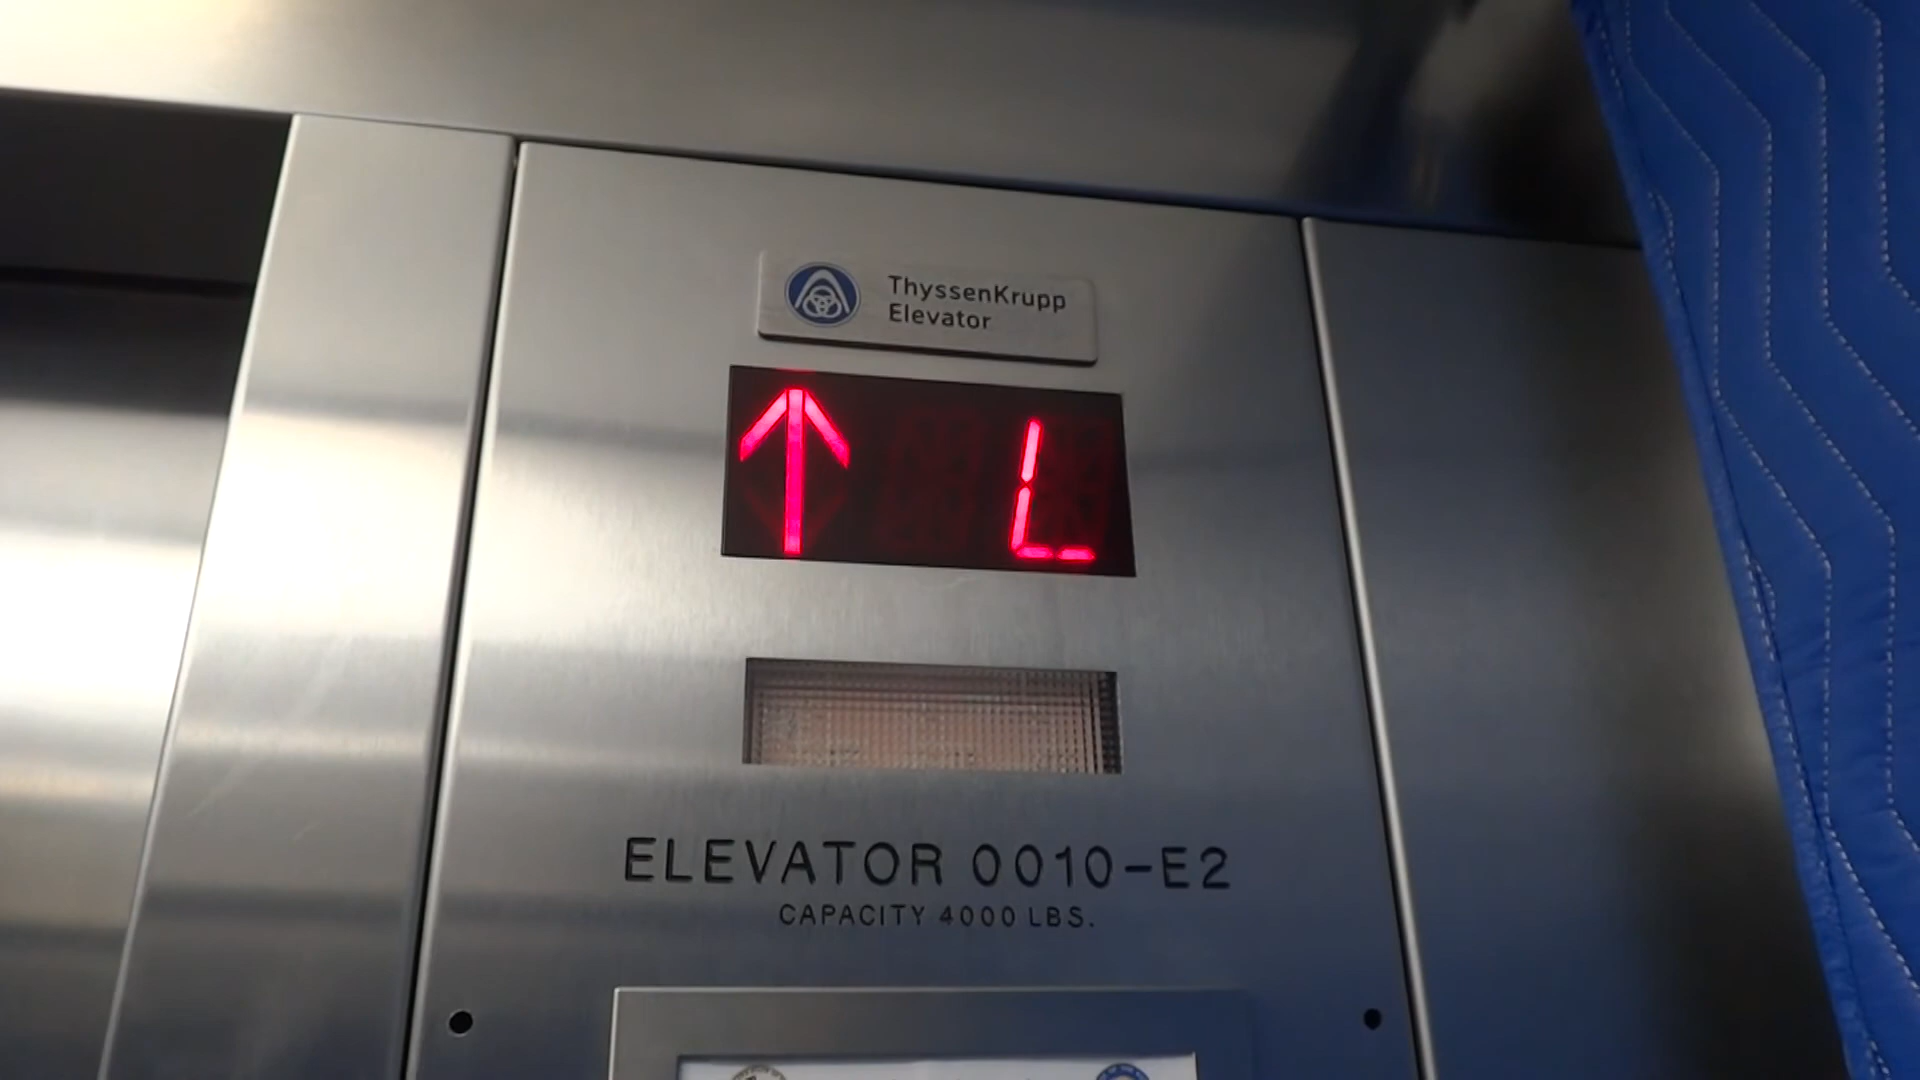 ThyssenKrupp
Elevator
L
ELEVATOR 0010-E2
CAPACITY 4000 LBS.